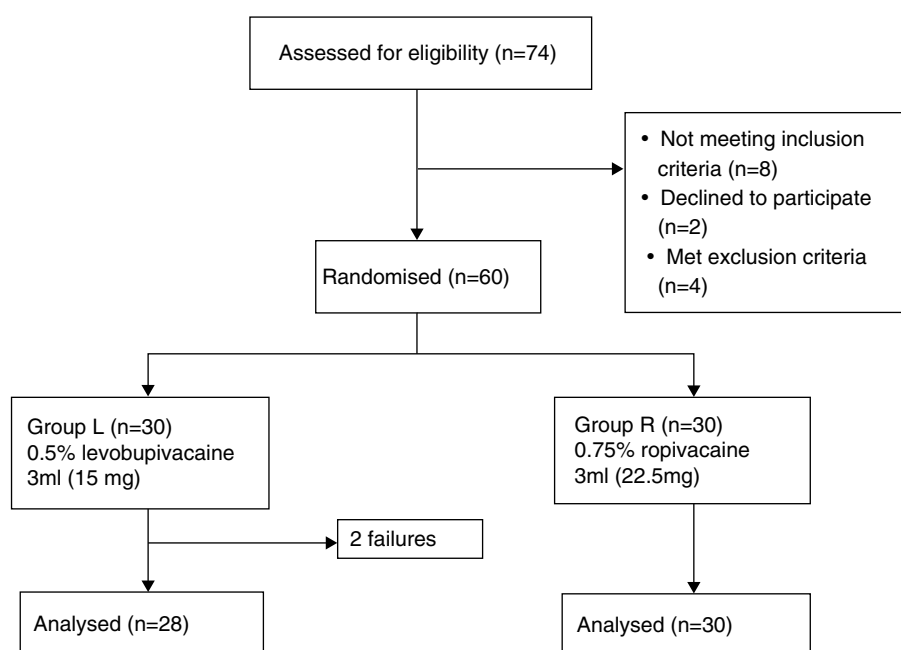 Assessed for eligibility (n=74)
• Not meeting inclusion
criteria (n=8)
• Declined to participate
(n=2)
• Met exclusion criteria
(n=4)
Randomised (n=60)
Group L (n=30)
0.5% levobupivacaine
3ml (15 mg)
Group R (n=30)
0.75% ropivacaine
3ml (22.5mg)
2 failures
Analysed (n=28)
Analysed (n=30)